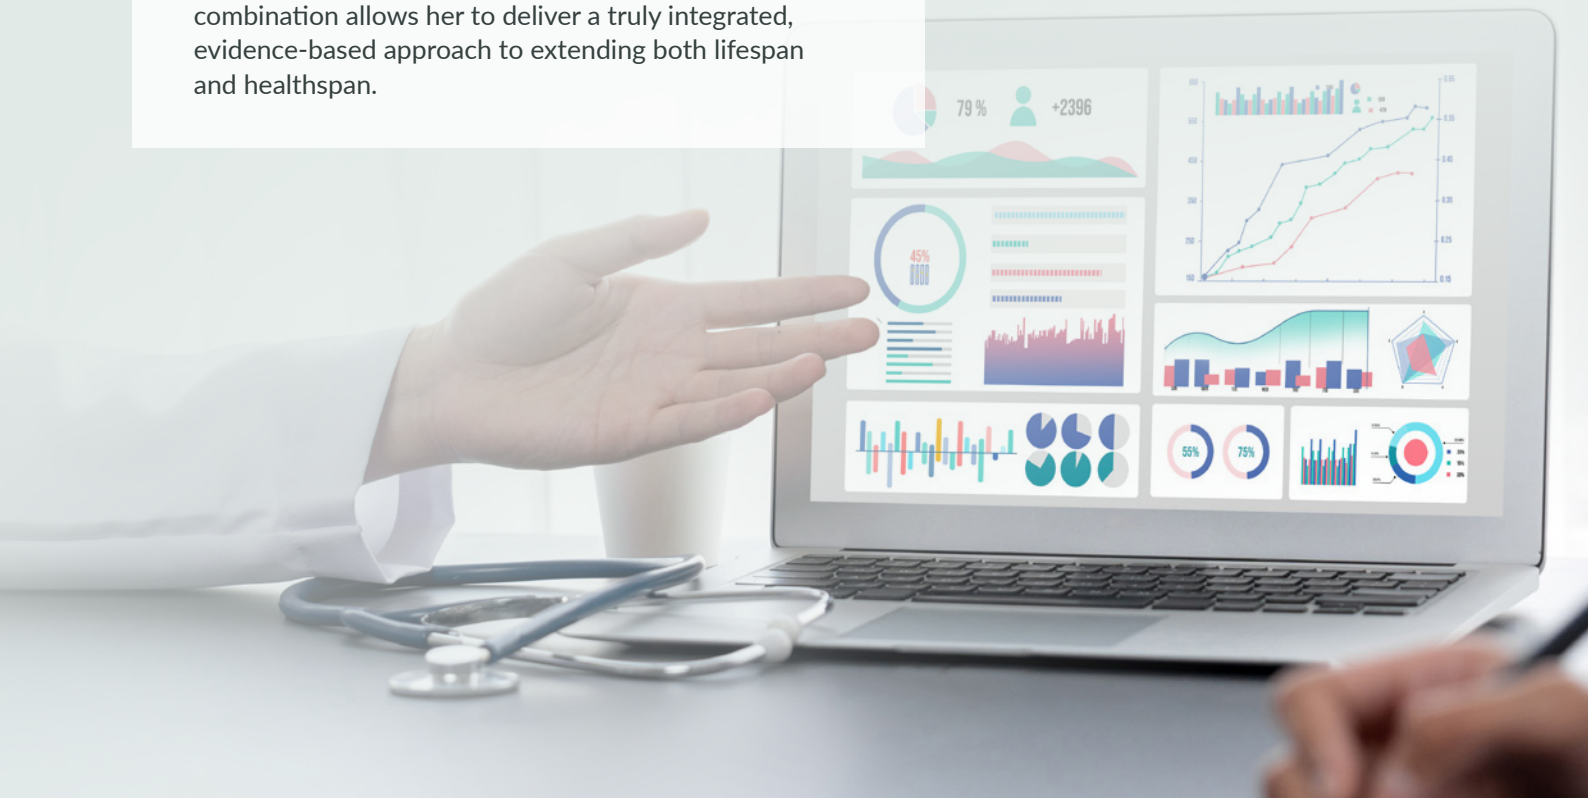 combination allows her to deliver a truly integrated,
evidence-based approach to extending both lifespan
and healthspan.
79 %
+2396
45%
55%
75%